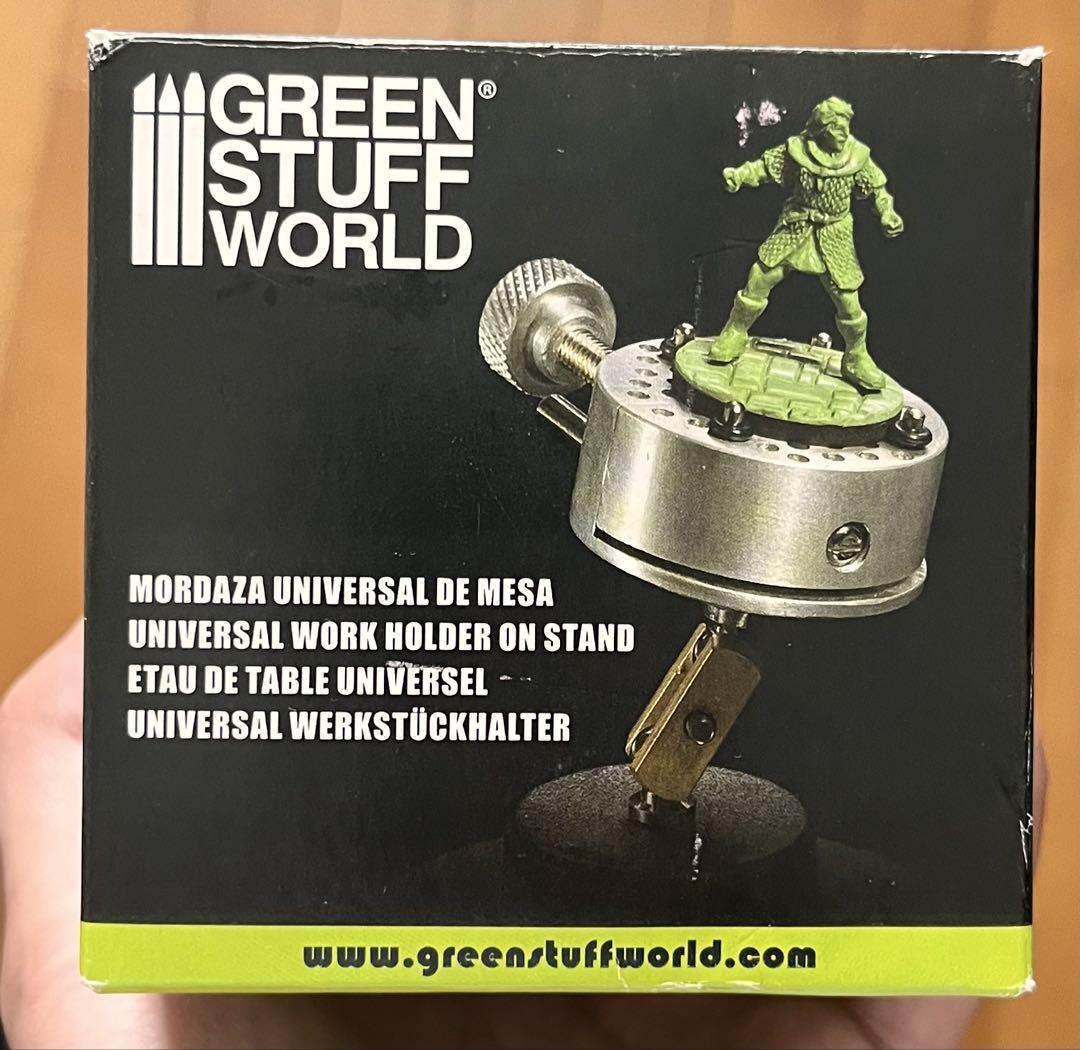 GREEN®
STUFF
WORLD
MORDAZA UNIVERSAL DE MESA
UNIVERSAL WORK HOLDER ON STAND
ETAU DE TABLE UNIVERSEL
UNIVERSAL WERKSTÜCKHALTER
www.greenstuffworld.com